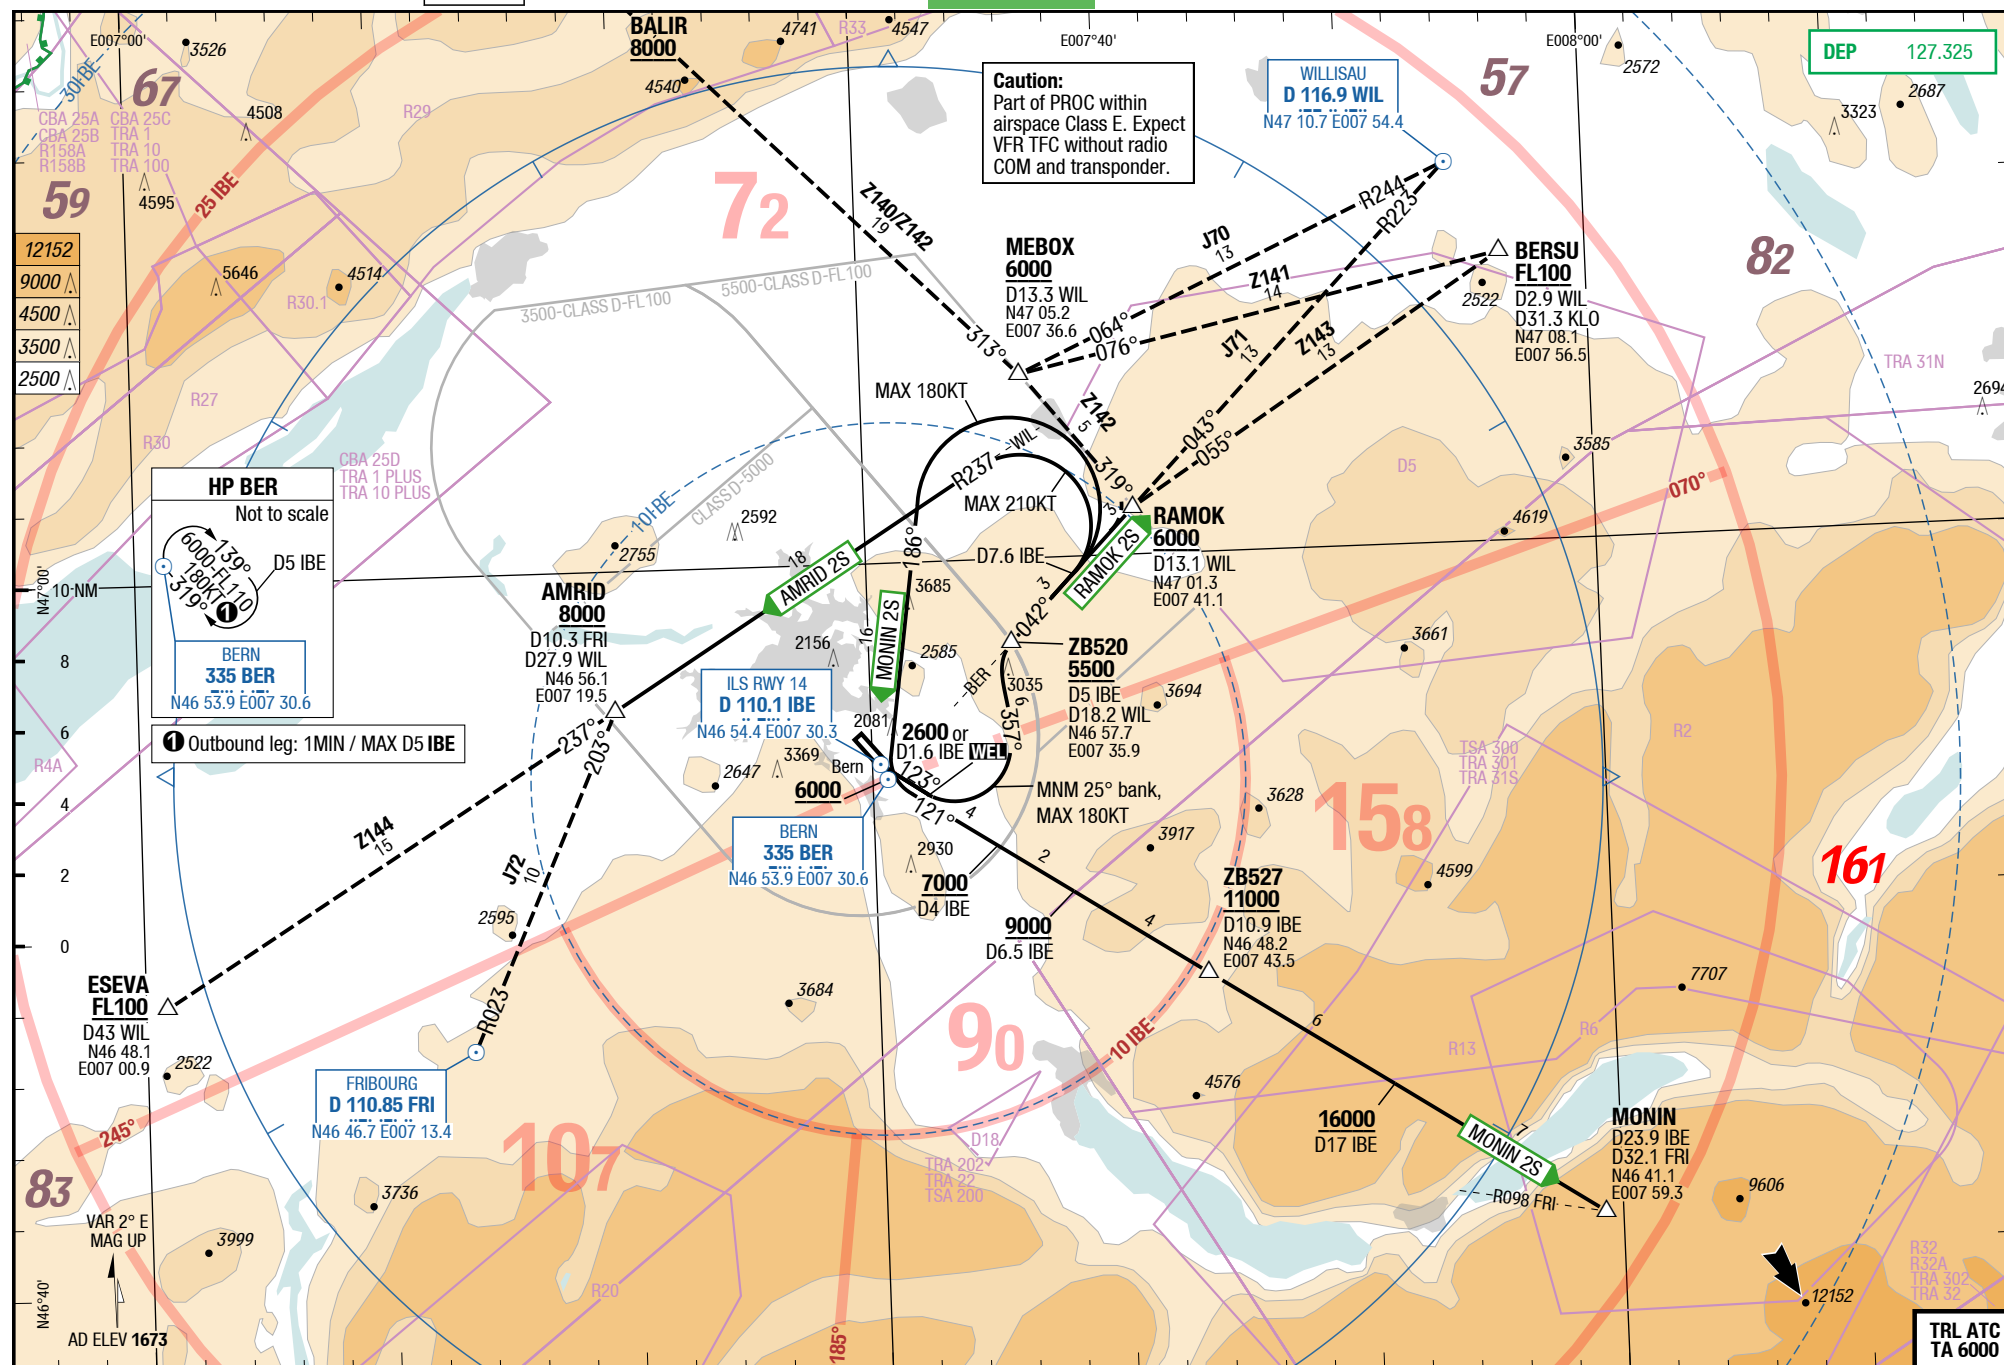 BALIR
8000
E007°00'
3526
4741
R33
4547
E007°40'
E008°00'
2572
DEP 127.325
30 IBE
67
4540
Caution:
Part of PROC within
airspace Class E. Expect
VFR TFC without radio
COM and transponder.
WILLISAU
D 116.9 WIL
N47 10.7 E007 54.4
57
2687
3323
CBA 25A
CBA 25B
R158A
R158B
CBA 25C
TRA 1
TRA 10
TRA 100
4508
R29
59
4595
25 IBE
72
Z140/Z142
19
R244
R223
12152
9000
4500
3500
2500
5646
4514
R30.1
3500-CLASS D-FL100
5500-CLASS D-FL100
MEBOX
6000
D13.3 WIL
N47 05.2
E007 36.6
J70
13
Z141
14
BERSU
FL100
D2.9 WIL
D31.3 KLO
N47 08.1
E007 56.5
2522
82
313°
064°
076°
J71
13
Z143
13
TRA 31N
2694
R27
R30
MAX 180KT
Z142
5
043°
055°
3585
D5
CBA 25D
TRA 1 PLUS
TRA 10 PLUS
R237
WIL
319°
MAX 210KT
3
070°
HP BER
Not to scale
139°
6000-FL110
180KT
319°
D5 IBE
1
BERN
335 BER
N46 53.9 E007 30.6
1 Outbound leg: 1MIN / MAX D5 IBE
10 IBE
CLASS D-5000
2592
2755
186°
D7.6 IBE
RAMOK
6000
D13.1 WIL
N47 01.3
E007 41.1
RAMOK 2S
4619
N47°00'
10 NM
8
6
4
2
0
18
AMRID 2S
AMRID
8000
D10.3 FRI
D27.9 WIL
N46 56.1
E007 19.5
3685
3
042°
16
MONIN 2S
2156
2585
BER
3035
6
357°
ZB520
5500
D5 IBE
D18.2 WIL
N46 57.7
E007 35.9
3661
3694
ILS RWY 14
D 110.1 IBE
N46 54.4 E007 30.3
2081
2600 or
D1.6 IBE WEL
237°
203°
R4A
2647
3369
Bern
6000
123°
121°
4
MNM 25° bank,
MAX 180KT
TSA 300
TRA 301
TRA 31S
R2
3628
158
Z144
15
J72
10
BERN
335 BER
N46 53.9 E007 30.6
2930
7000
D4 IBE
2
3917
4599
161
2595
9000
D6.5 IBE
4
ZB527
11000
D10.9 IBE
N46 48.2
E007 43.5
ESEVA
FL100
D43 WIL
N46 48.1
E007 00.9
R023
3684
90
10 IBE
6
7707
R13
R6
2522
FRIBOURG
D 110.85 FRI
N46 46.7 E007 13.4
4576
16000
D17 IBE
MONIN
D23.9 IBE
D32.1 FRI
N46 41.1
E007 59.3
245°
107
D18
TRA 202
TRA 22
TSA 200
MONIN 2S
7
R098 FRI
9606
83
3736
VAR 2° E
MAG UP
3999
R20
R32
R32A
TRA 302
TRA 32
12152
N46°40'
AD ELEV 1673
185°
TRL ATC
TA 6000